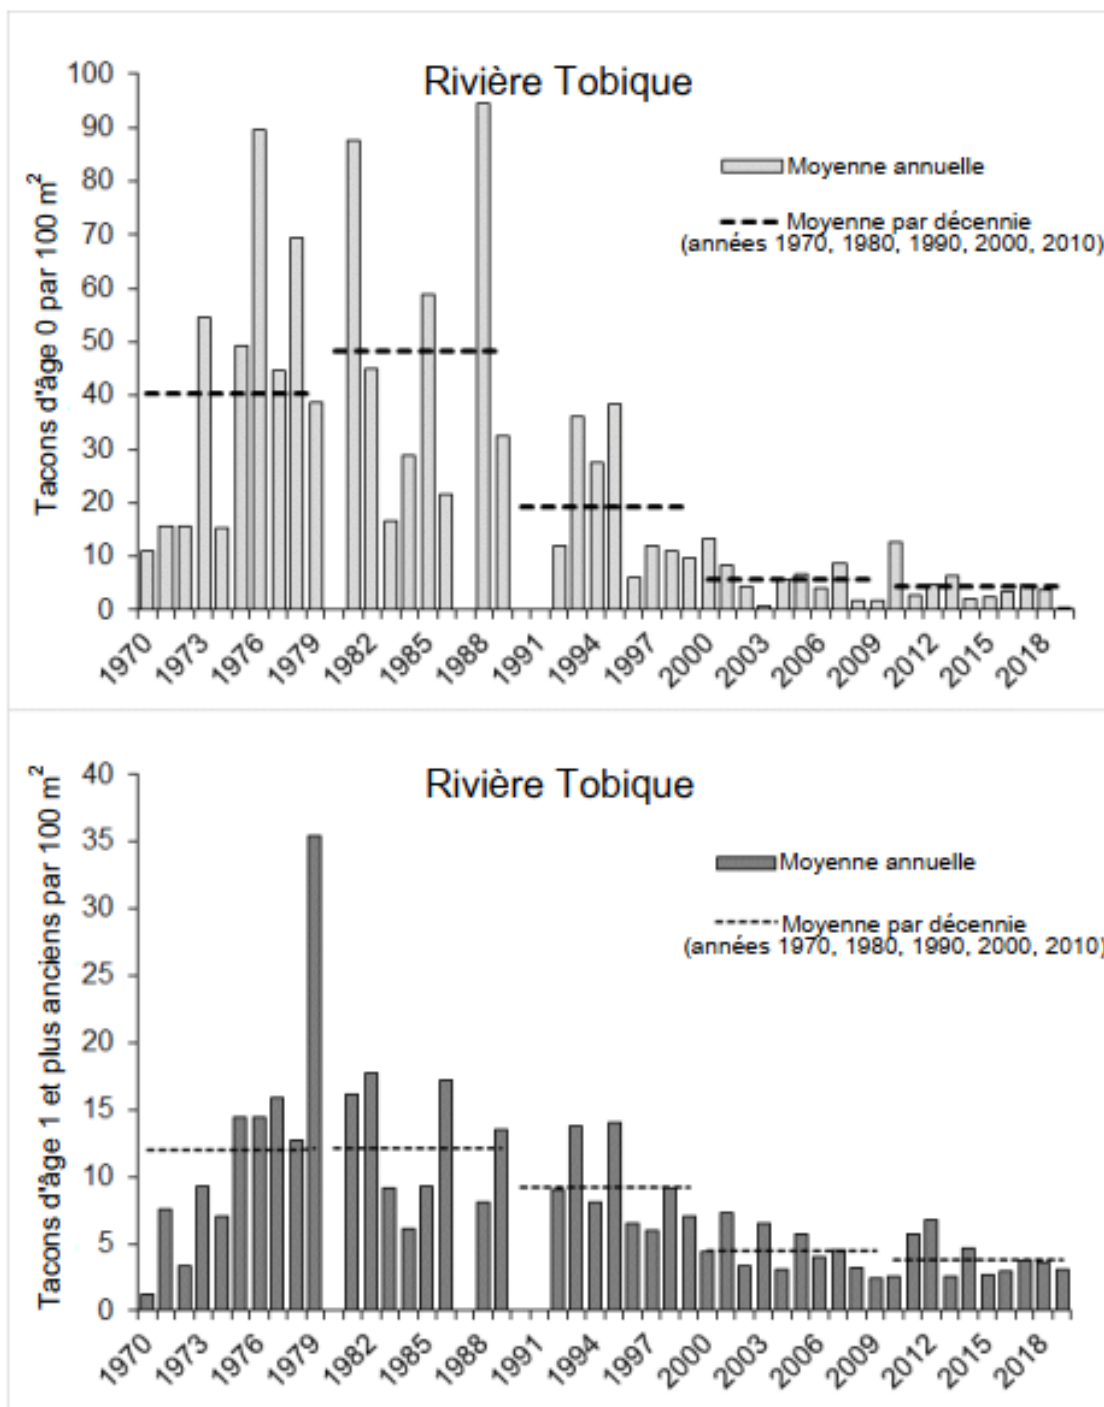 Rivière Tobique
Tacons d'âge 0 par 100 m²
100
90
80
70
60
50
40
30
20
10
0
Moyenne annuelle
Moyenne par décennie
(années 1970, 1980, 1990, 2000, 2010)
1970 1973 1976 1979 1982 1985 1988 1991 1994 1997 2000 2003 2006 2009 2012 2015 2018
Rivière Tobique
Tacons d'âge 1 et plus anciens par 100 m²
40
35
30
25
20
15
10
5
0
Moyenne annuelle
Moyenne par décennie
(années 1970, 1980, 1990, 2000, 2010)
1970 1973 1976 1979 1982 1985 1988 1991 1994 1997 2000 2003 2006 2009 2012 2015 2018